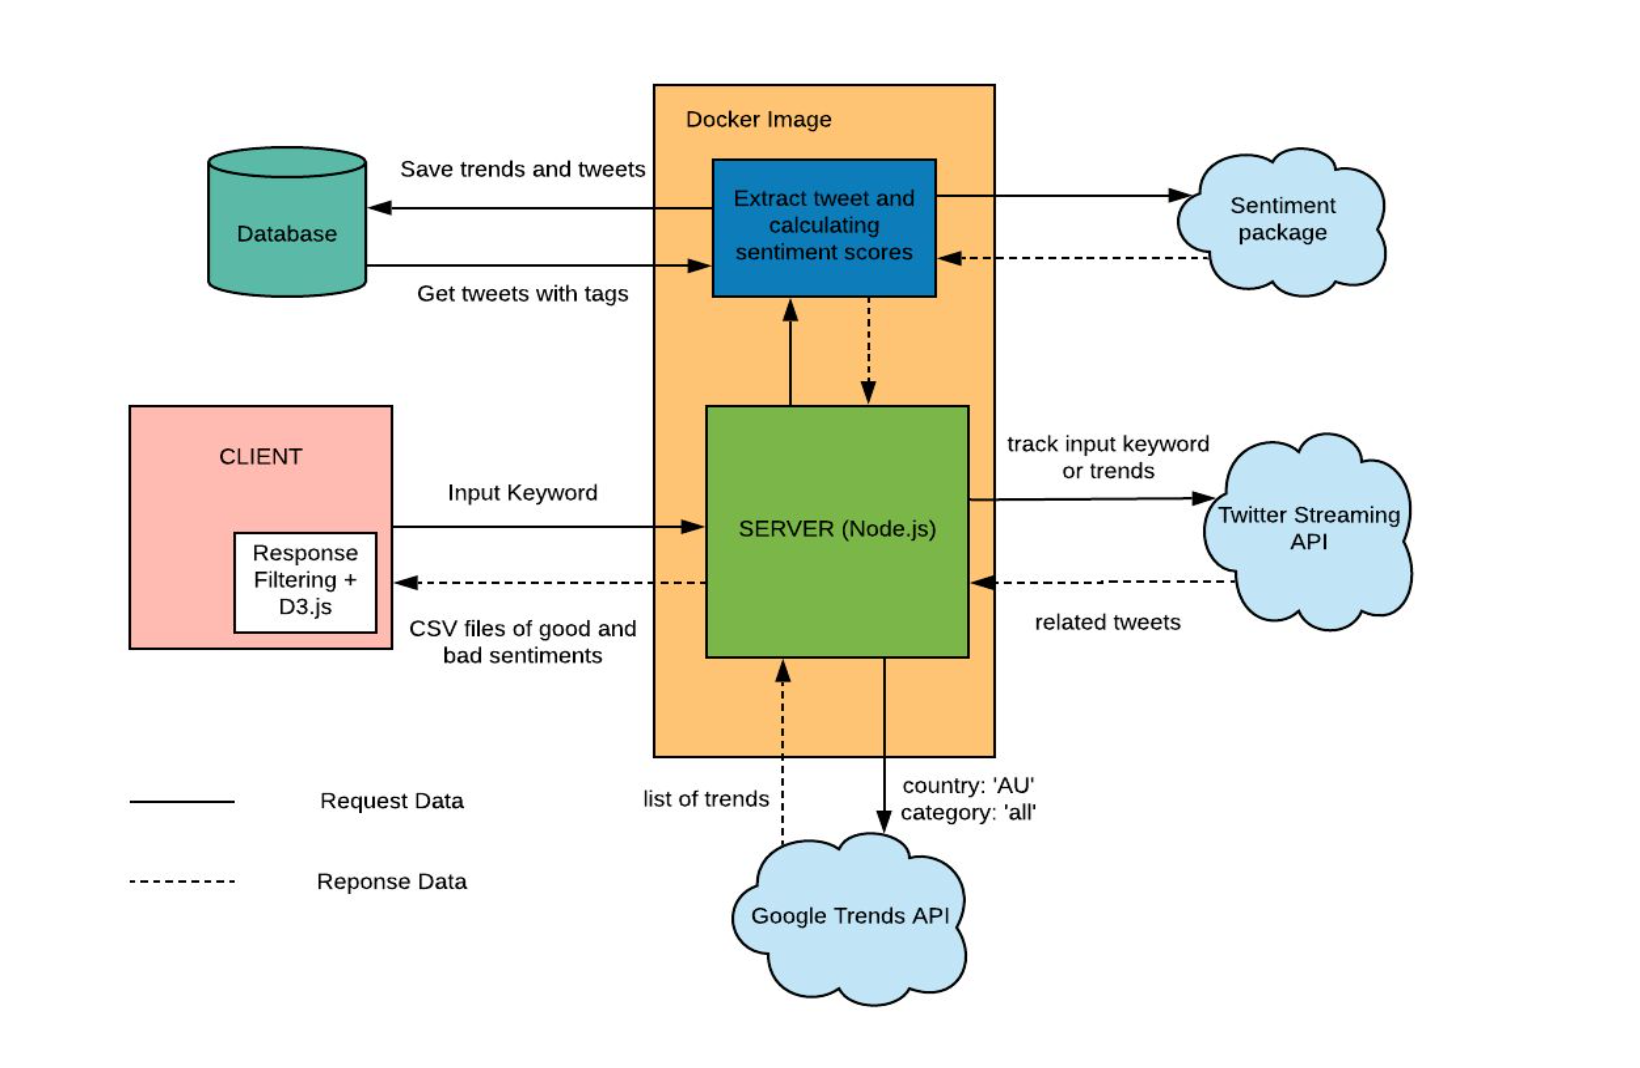 Docker Image
Save trends and tweets
Database
Get tweets with tags
Extract tweet and
calculating
sentiment scores
Sentiment
package
CLIENT
Response
Filtering +
D3.js
Input Keyword
CSV files of good and
bad sentiments
SERVER (Node.js)
track input keyword
or trends
Twitter Streaming
API
related tweets
list of trends
country: 'AU'
category: 'all'
Google Trends API
Request Data
Reponse Data